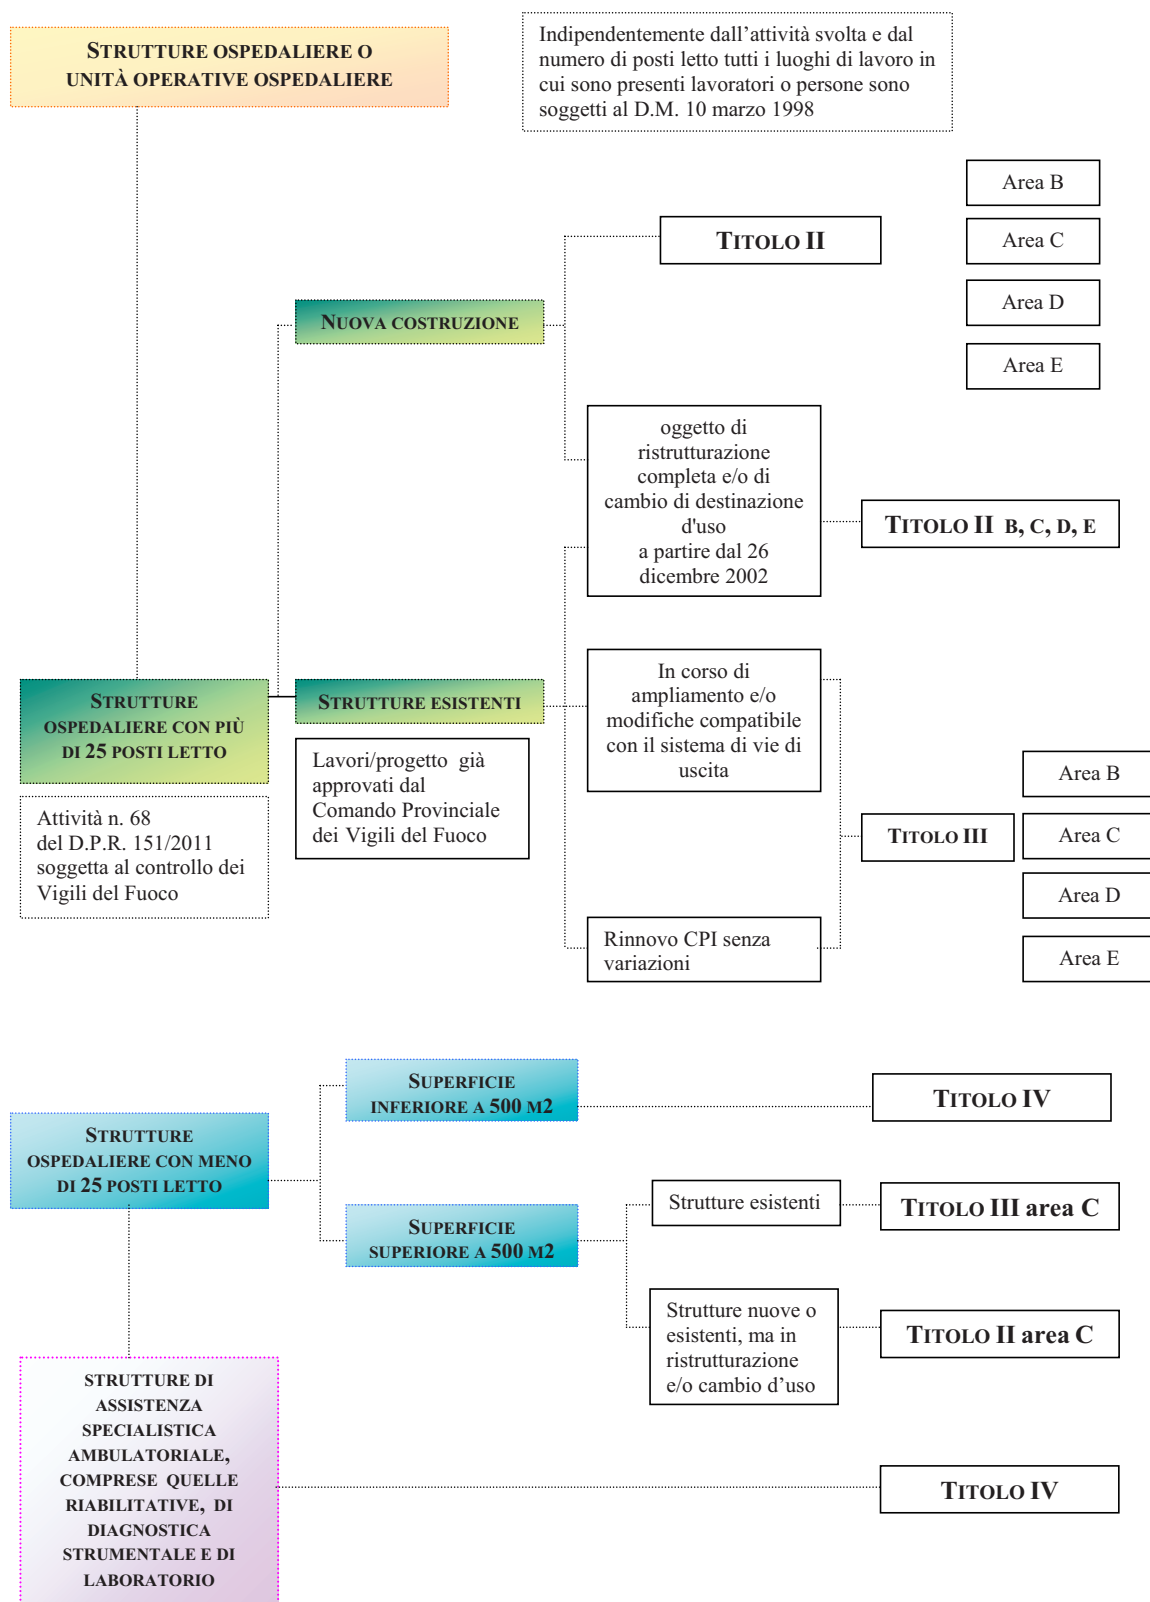 STRUTTURE OSPEDALIERE O
UNITÀ OPERATIVE OSPEDALIERE
Indipendentemente dall'attività svolta e dal
numero di posti letto tutti i luoghi di lavoro in
cui sono presenti lavoratori o persone sono
soggetti al D.M. 10 marzo 1998
Area B
TITOLO II
Area C
Area D
NUOVA COSTRUZIONE
Area E
oggetto di
ristrutturazione
completa e/o di
cambio di destinazione
d'uso
a partire dal 26
dicembre 2002
TITOLO II B, C, D, E
STRUTTURE
OSPEDALIERE CON PIÙ
DI 25 POSTI LETTO
STRUTTURE ESISTENTI
In corso di
ampliamento e/o
modifiche compatibile
con il sistema di vie di
uscita
Lavori/progetto già
approvati dal
Comando Provinciale
dei Vigili del Fuoco
Attività n. 68
del D.P.R. 151/2011
soggetta al controllo dei
Vigili del Fuoco
TITOLO III
Area B
Area C
Area D
Area E
Rinnovo CPI senza
variazioni
SUPERFICIE
INFERIORE A 500 M2
TITOLO IV
STRUTTURE
OSPEDALIERE CON MENO
DI 25 POSTI LETTO
Strutture esistenti
TITOLO III area C
SUPERFICIE
SUPERIORE A 500 M2
Strutture nuove o
esistenti, ma in
ristrutturazione
e/o cambio d'uso
TITOLO II area C
STRUTTURE DI
ASSISTENZA
SPECIALISTICA
AMBULATORIALE,
COMPRESE QUELLE
RIABILITATIVE, DI
DIAGNOSTICA
STRUMENTALE E DI
LABORATORIO
TITOLO IV